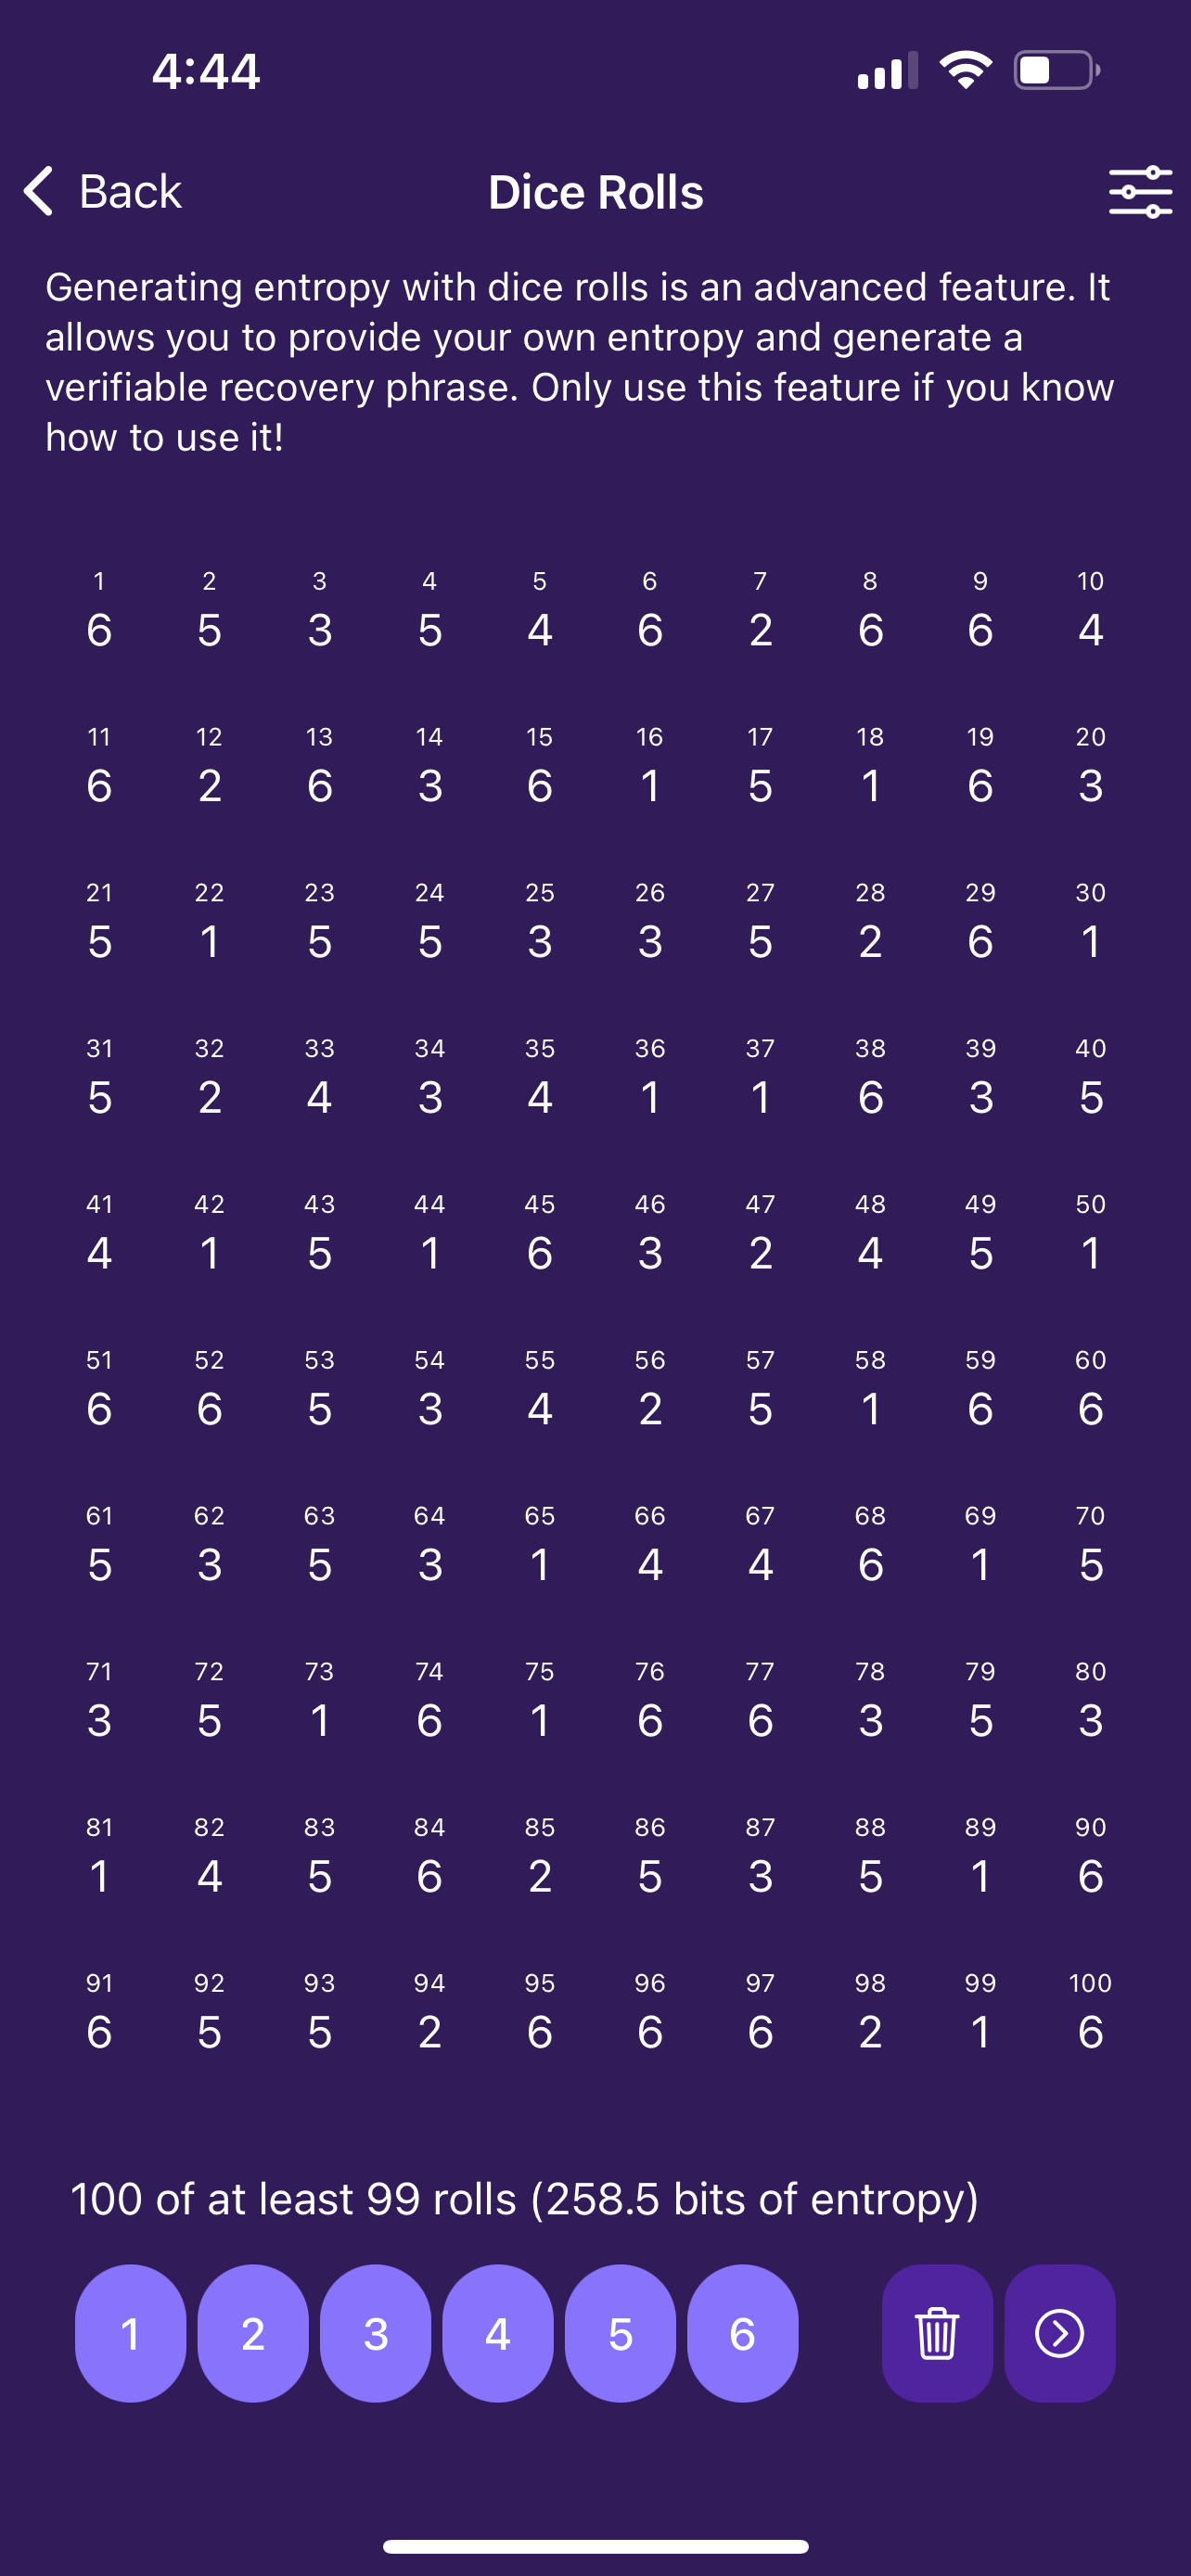 4:44
Back
Dice Rolls
Generating entropy with dice rolls is an advanced feature. It
allows you to provide your own entropy and generate a
verifiable recovery phrase. Only use this feature if you know
how to use it!
1 2 3 4 5 6 7 8 9 10
6 5 3 5 4 6 2 6 6 4
11 12 13 14 15 16 17 18 19 20
6 2 6 3 6 1 5 1 6 3
21 22 23 24 25 26 27 28 29 30
5 1 5 5 3 3 5 2 6 1
31 32 33 34 35 36 37 38 39 40
5 2 4 3 4 1 1 6 3 5
41 42 43 44 45 46 47 48 49 50
4 1 5 1 6 3 2 4 5 1
51 52 53 54 55 56 57 58 59 60
6 6 5 3 4 2 5 1 6 6
61 62 63 64 65 66 67 68 69 70
5 3 5 3 1 4 4 6 1 5
71 72 73 74 75 76 77 78 79 80
3 5 1 6 1 6 6 3 5 3
81 82 83 84 85 86 87 88 89 90
1 4 5 6 2 5 3 5 1 6
91 92 93 94 95 96 97 98 99 100
6 5 5 2 6 6 6 2 1 6
100 of at least 99 rolls (258.5 bits of entropy)
1 2 3 4 5 6